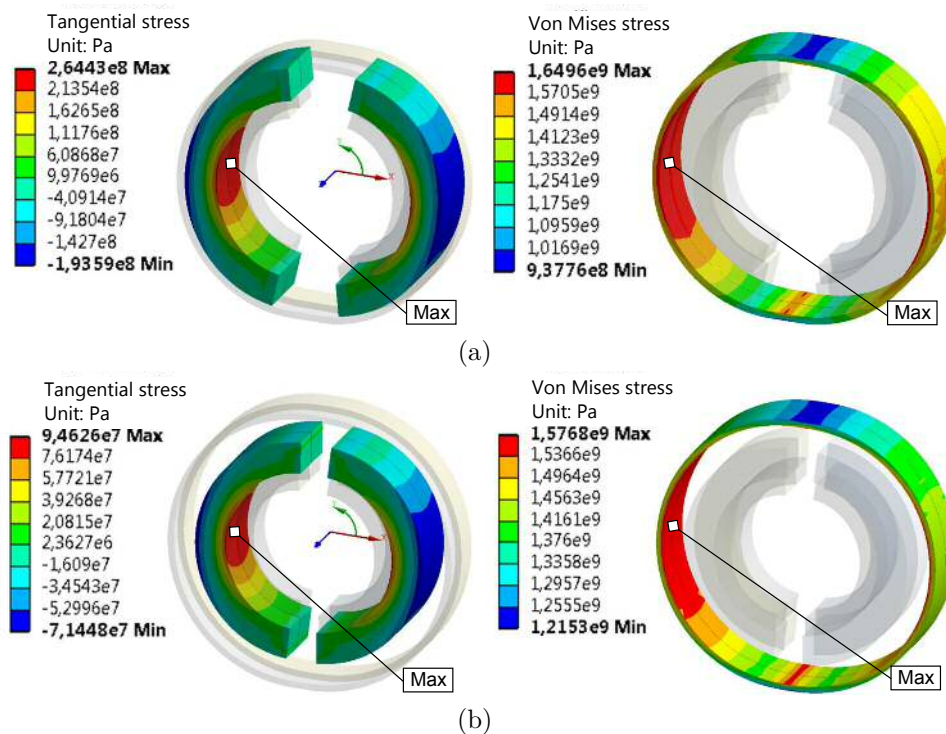 Tangential stress
Unit: Pa
2,6443e8 Max
2,1354e8
1,6265e8
1,1176e8
6,0868e7
9,9769e6
-4,0914e7
-9,1804e7
-1,427e8
-1,9359e8 Min
Max
Von Mises stress
Unit: Pa
1,6496e9 Max
1,5705e9
1,4914e9
1,4123e9
1,3332e9
1,2541e9
1,175e9
1,0959e9
1,0169e9
9,3776e8 Min
Max
(a)
Tangential stress
Unit: Pa
9,4626e7 Max
7,6174e7
5,7721e7
3,9268e7
2,0815e7
2,3627e6
-1,609e7
-3,4543e7
-5,2996e7
-7,1448e7 Min
Max
Von Mises stress
Unit: Pa
1,5768e9 Max
1,5366e9
1,4964e9
1,4563e9
1,4161e9
1,376e9
1,3358e9
1,2957e9
1,2555e9
1,2153e9 Min
Max
(b)